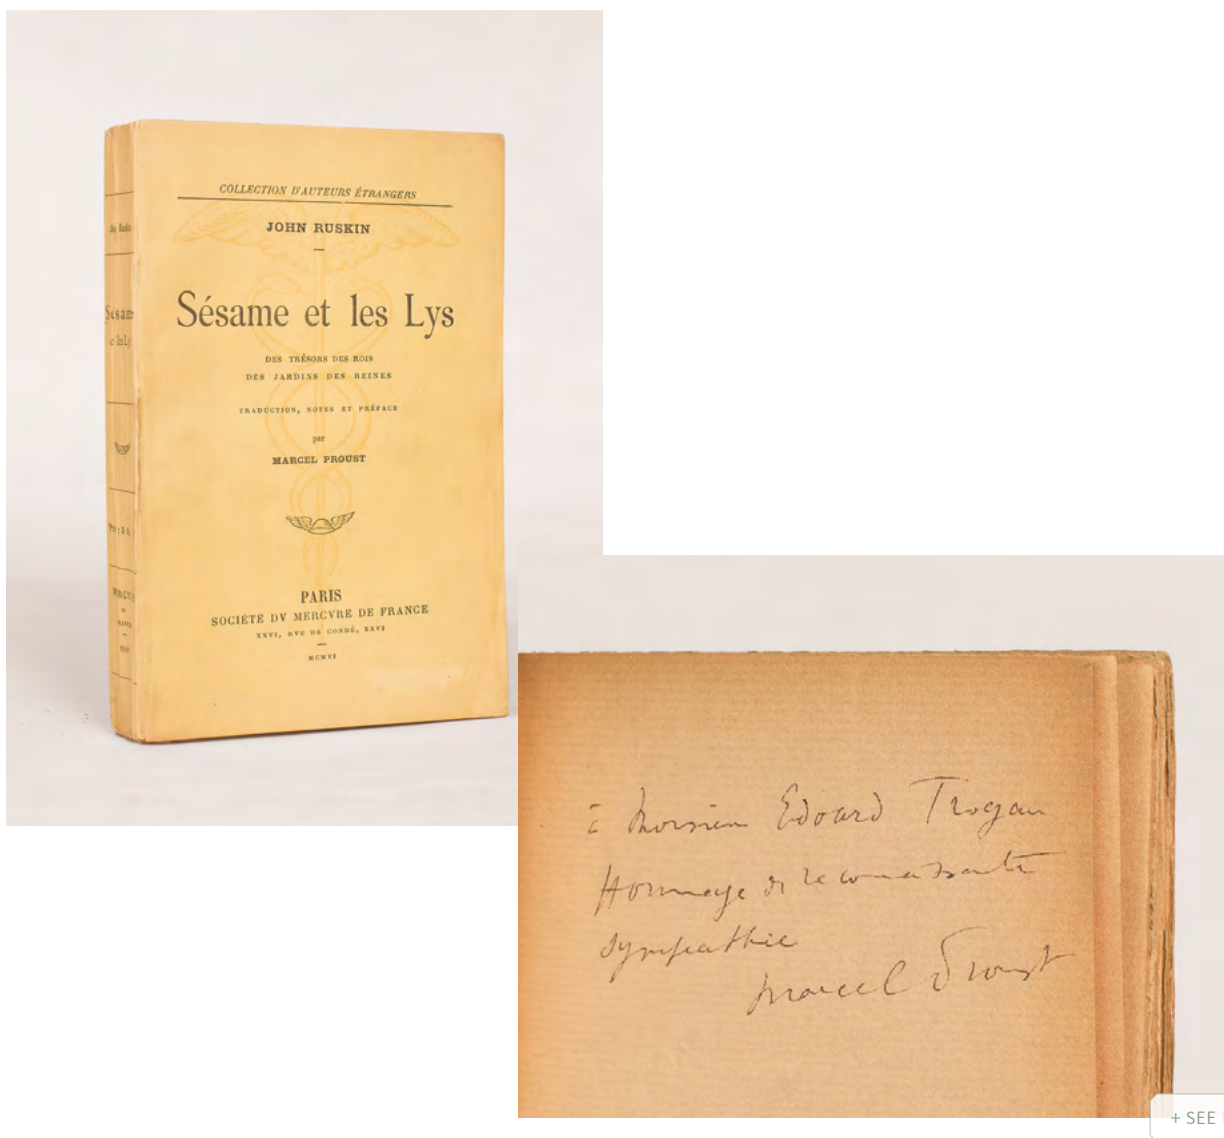 COLLECTION D'AUTEURS ÉTRANGERS
JOHN RUSKIN
Sésame et les Lys
DES TRÉSORS DES ROIS
DES JARDINS DES REINES
TRADUCTION, NOTES ET PRÉFACE
par
MARCEL PROUST
PARIS
SOCIÉTÉ DV MERCVRE DE FRANCE
XXVI, RVE DE CONDÉ, XXVI
MCMVI
Sésame
à Monsieur Edouard Trogan
Hommage de reconnaissante
sympathie
Marcel Proust
+ SEE